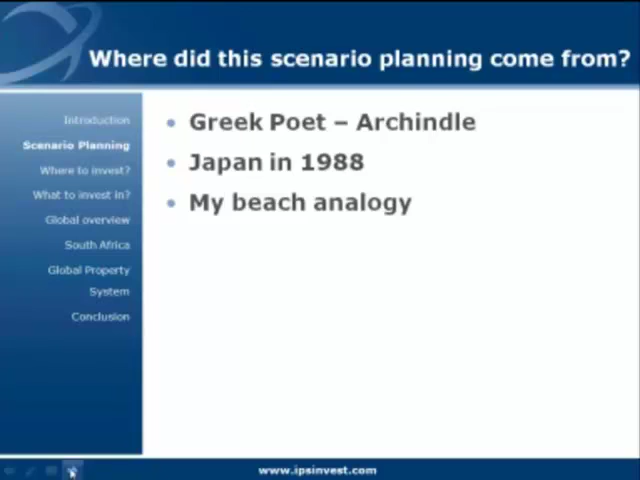 Where did this scenario planning come from?
Introduction
Scenario Planning
Where to invest?
What to invest in?
Global overview
South Africa
Global Property
System
Conclusion
• Greek Poet – Archindle
• Japan in 1988
• My beach analogy
www.ipsinvest.com